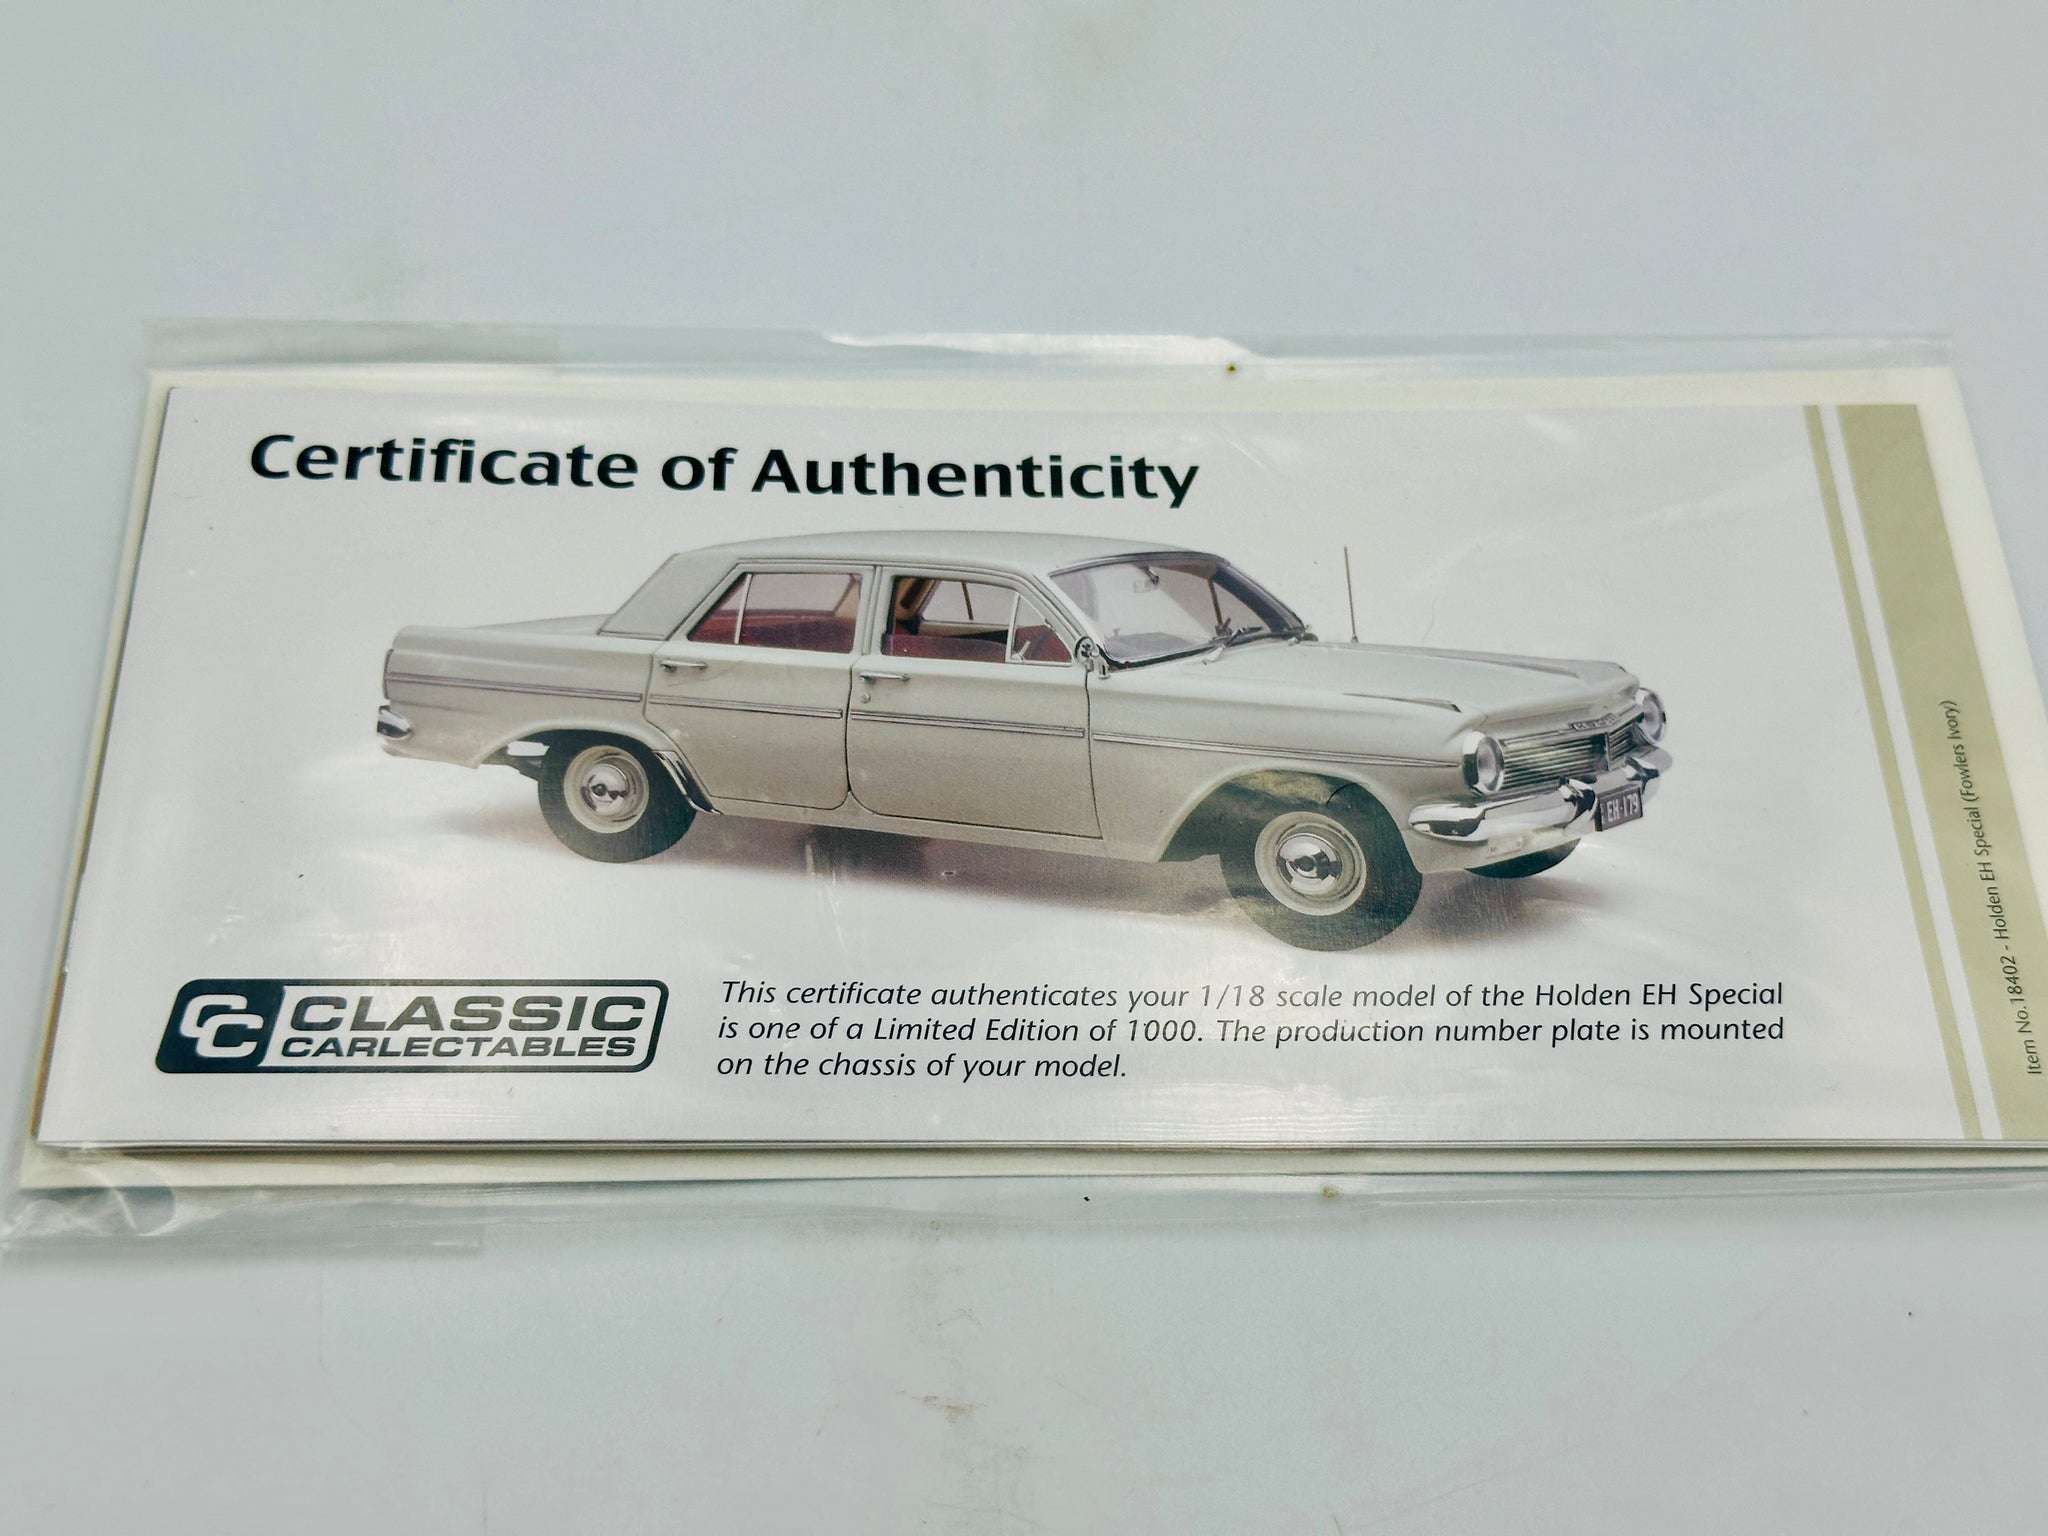 Certificate of Authenticity
EH-179
CC CLASSIC
CARLECTABLES
This certificate authenticates your 1/18 scale model of the Holden EH Special
is one of a Limited Edition of 1000. The production number plate is mounted
on the chassis of your model.
Item No.18402 - Holden EH Special (Fowlers Ivory)